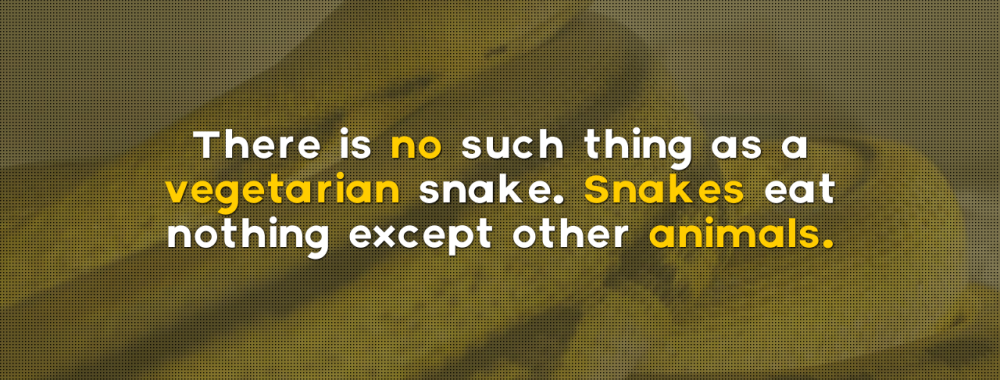 There is no such thing as a
vegetarian snake. Snakes eat
nothing except other animals.